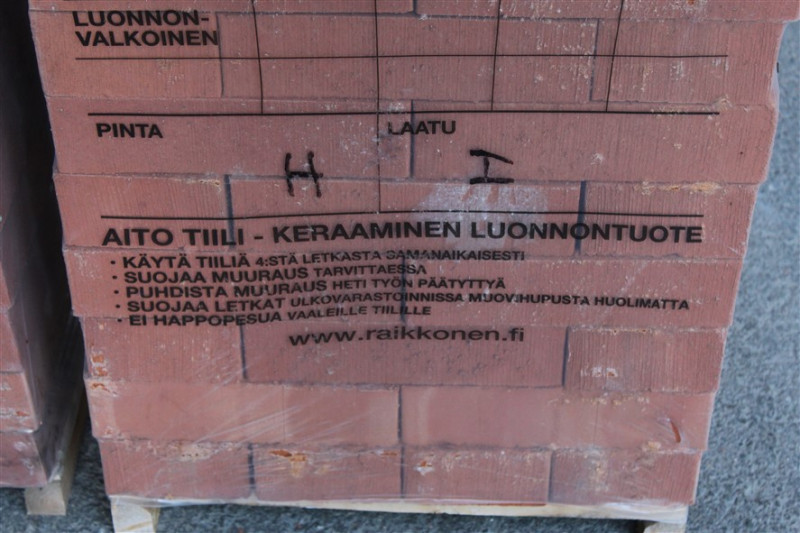 LUONNON-
VALKOINEN
PINTA LAATU
H I
AITO TIILI - KERAAMINEN LUONNONTUOTE
· KÄYTÄ TIILIÄ 4:STÄ LETKASTA SAMANAIKAISESTI
· SUOJAA MUURAUS TARVITTAESSA
· PUHDISTA MUURAUS HETI TYÖN PÄÄTYTTYÄ
· SUOJAA LETKAT ULKOVARASTOINNISSA MUOVIHUPUSTA HUOLIMATTA
· EI HAPPOPESUA VAALEILLE TIILILLE
www.raikkonen.fi